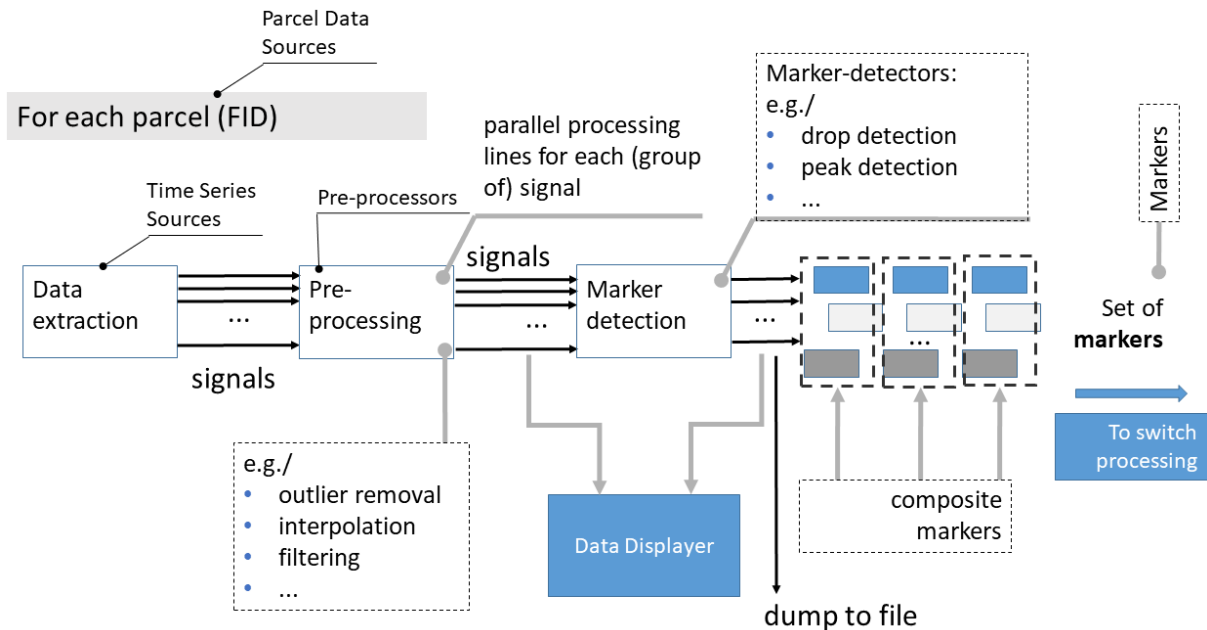 Parcel Data
Sources
For each parcel (FID)
Time Series
Sources
Pre-processors
parallel processing
lines for each (group
of) signal
Marker-detectors:
e.g./
• drop detection
• peak detection
• ...
Markers
Data
extraction
...
signals
Pre-
processing
signals
...
Marker
detection
...
...
Set of
markers
To switch
processing
e.g./
• outlier removal
• interpolation
• filtering
• ...
Data Displayer
composite
markers
dump to file